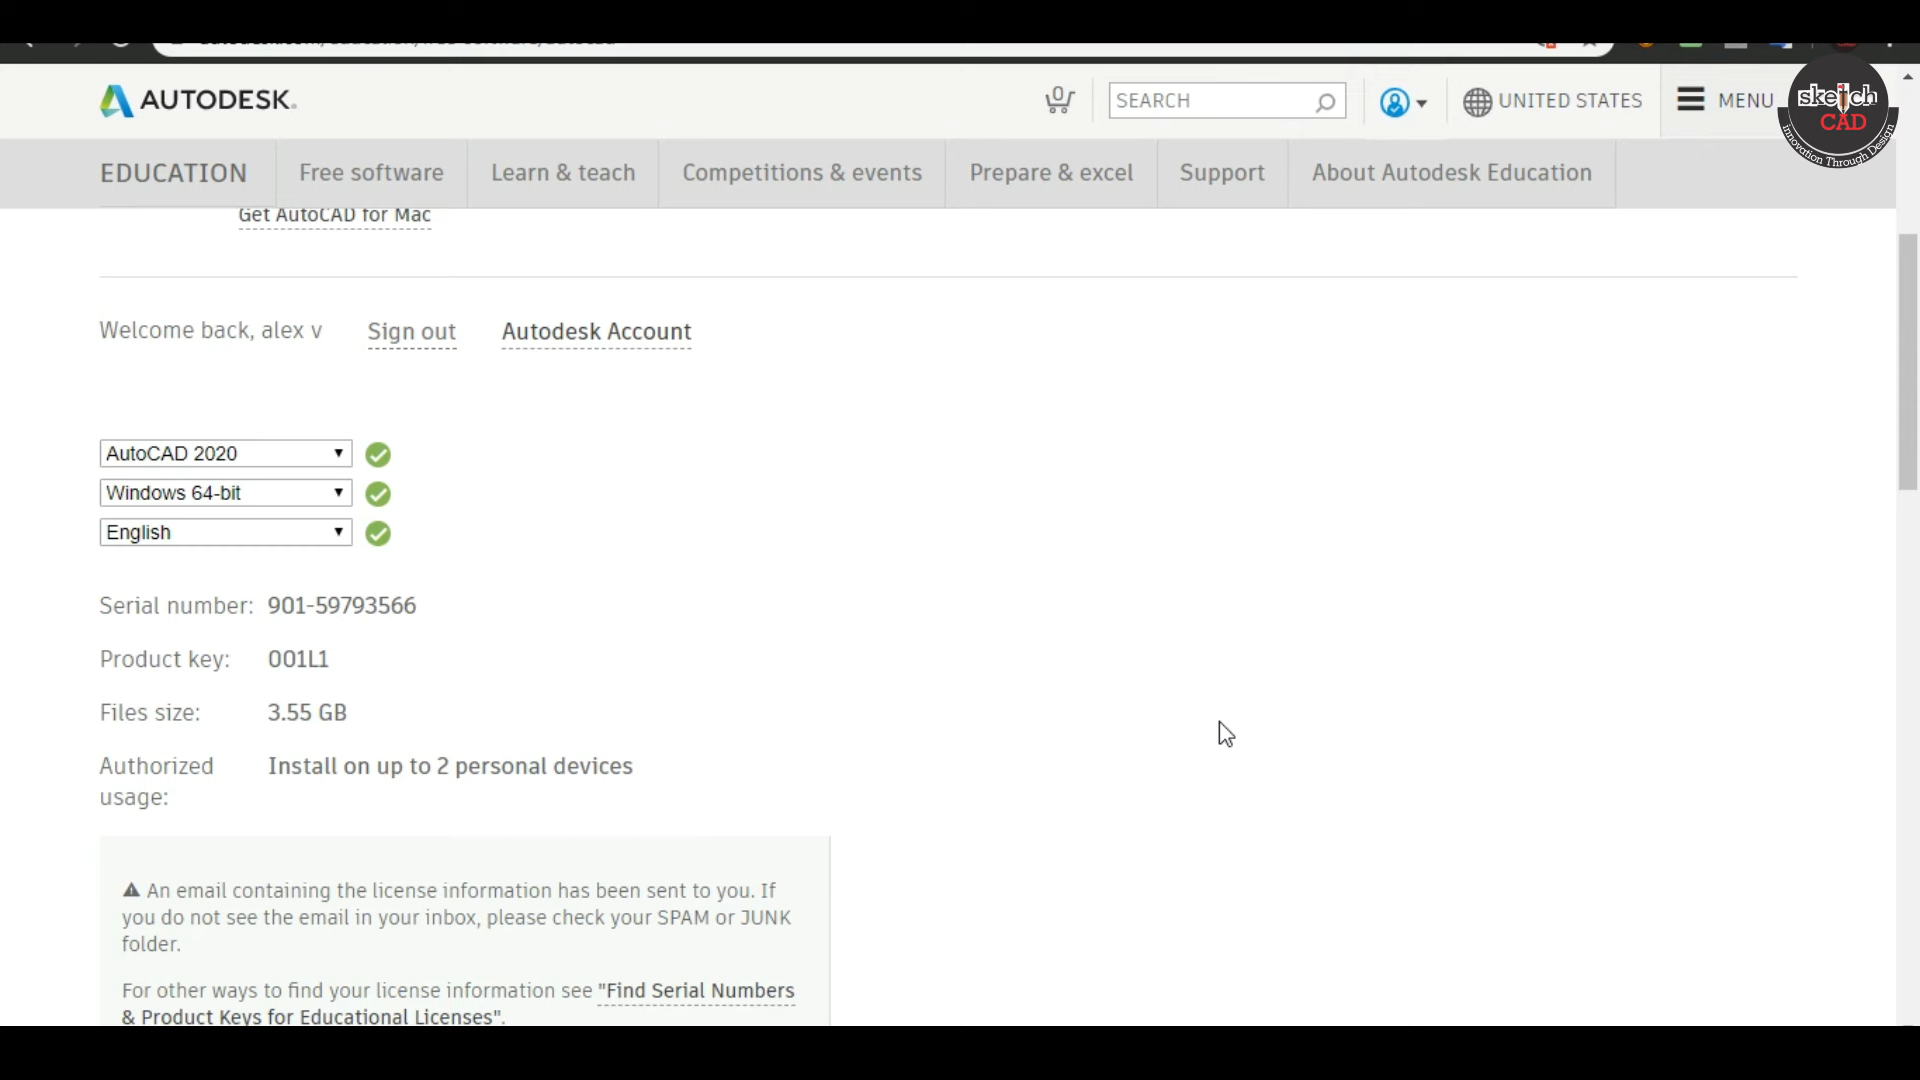 AUTODESK.
0
SEARCH
UNITED STATES
MENU
sketch
CAD
Innovation Through Design
EDUCATION
Free software
Learn & teach
Competitions & events
Prepare & excel
Support
About Autodesk Education
Get AutoCAD for Mac
Welcome back, alex v
Sign out
Autodesk Account
AutoCAD 2020
Windows 64-bit
English
Serial number: 901-59793566
Product key: 001L1
Files size: 3.55 GB
Authorized Install on up to 2 personal devices
usage:
An email containing the license information has been sent to you. If
you do not see the email in your inbox, please check your SPAM or JUNK
folder.
For other ways to find your license information see "Find Serial Numbers
& Product Keys for Educational Licenses".